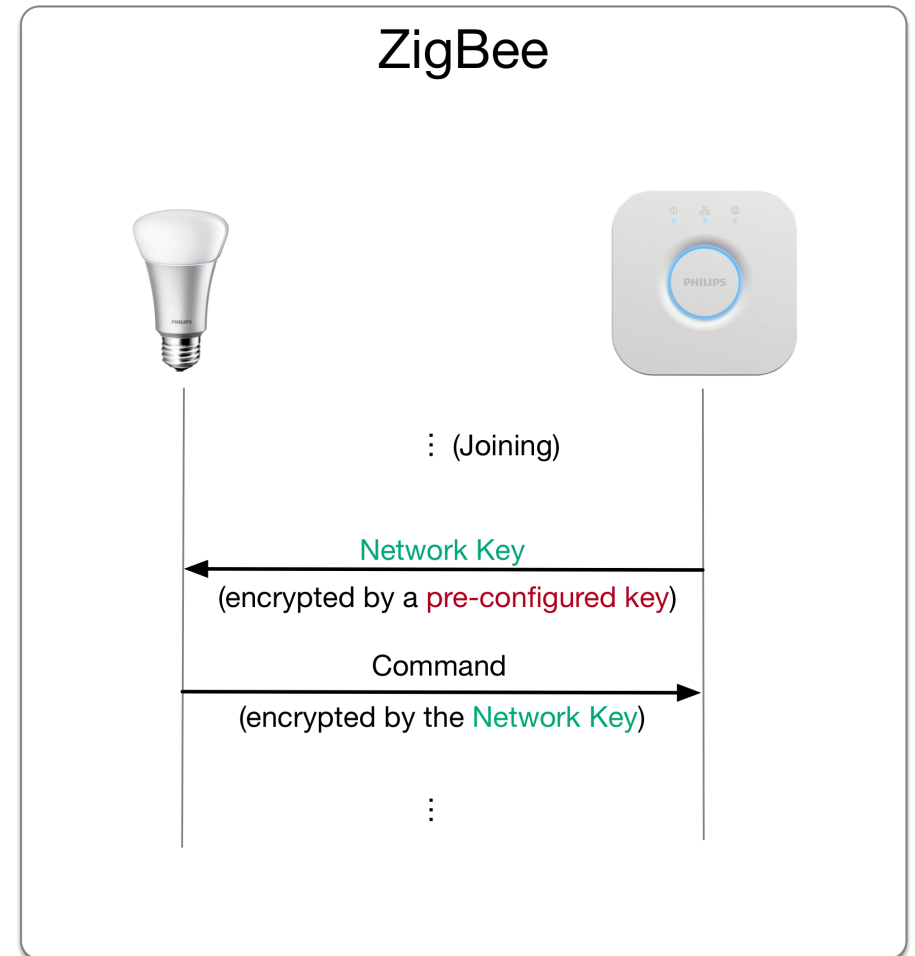 ZigBee
PHILIPS
PHILIPS
⋮ (Joining)
Network Key
(encrypted by a pre-configured key)
Command
(encrypted by the Network Key)
⋮